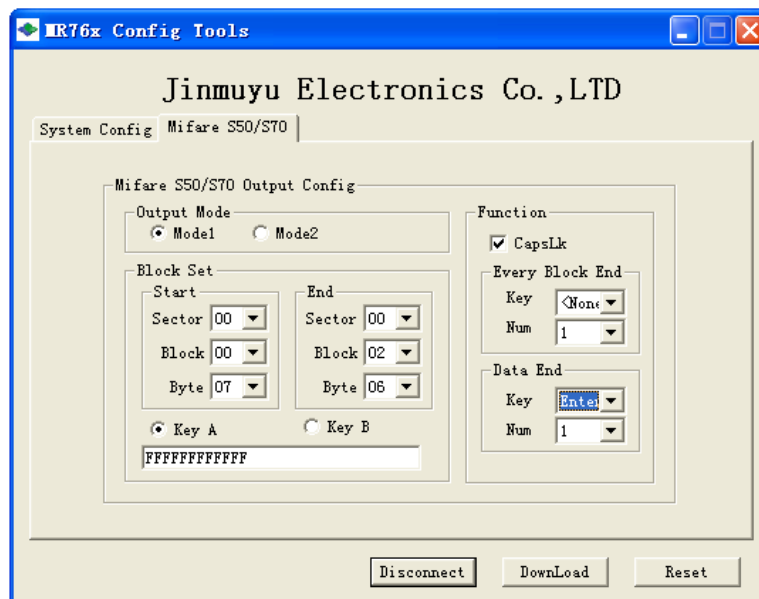 MR76x Config Tools
Jinmuyu Electronics Co.,LTD
System Config
Mifare S50/S70
Mifare S50/S70 Output Config
Output Mode
Mode1
Mode2
Block Set
Start
Sector 00
Block 00
Byte 07
End
Sector 00
Block 02
Byte 06
Key A
Key B
FFFFFFFFFFFF
Function
CapsLk
Every Block End
Key <None
Num 1
Data End
Key Enter
Num 1
Disconnect
DownLoad
Reset